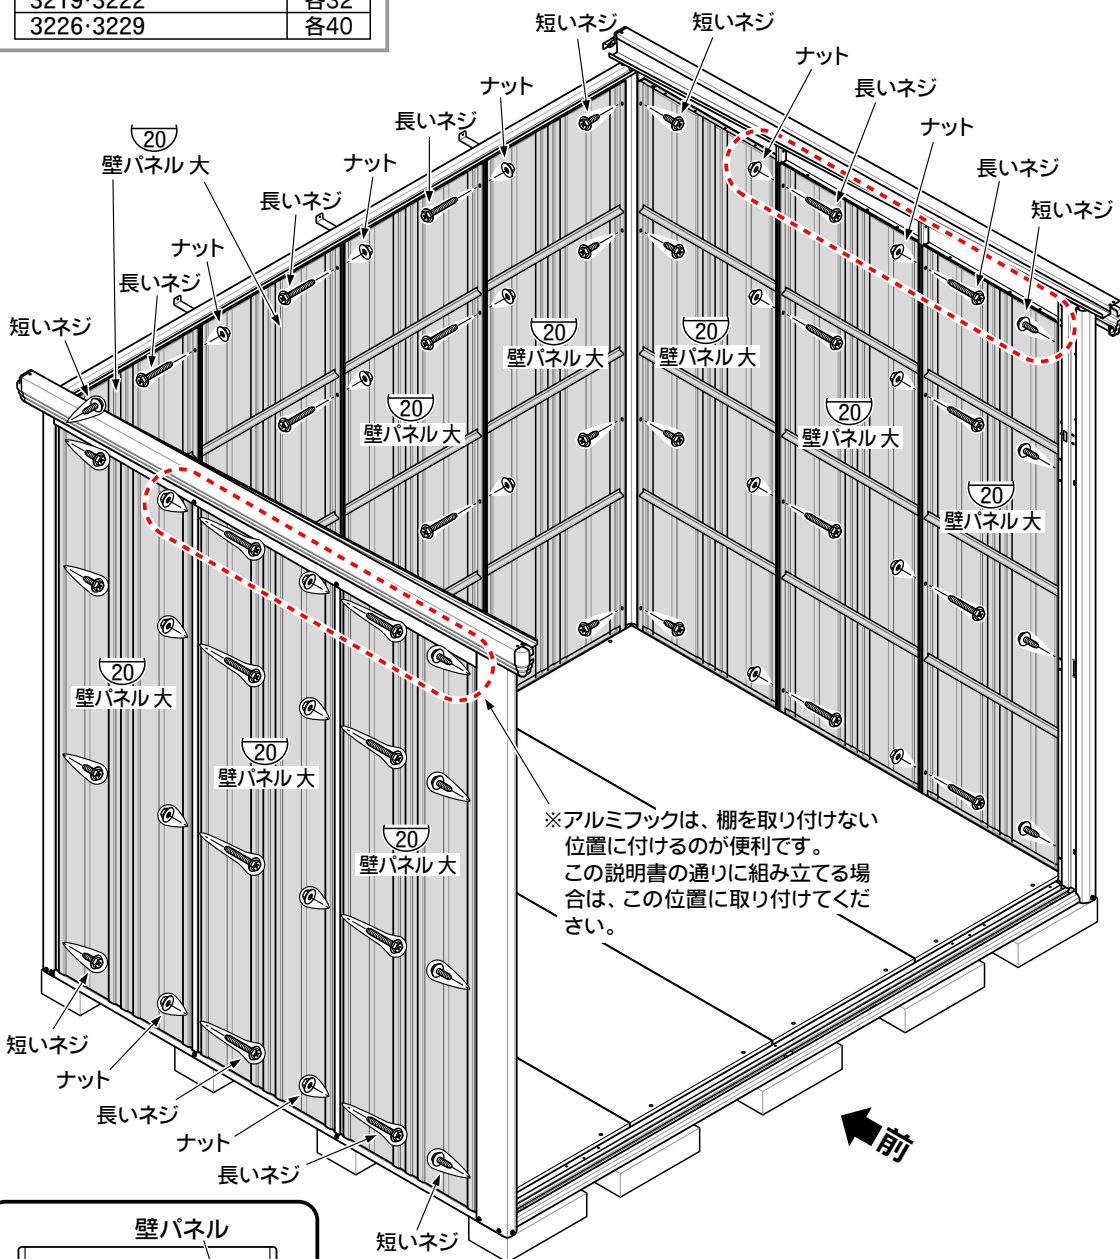 3219・3222 各32
3226・3229 各40
短いネジ
短いネジ
ナット
長いネジ
ナット
長いネジ
短いネジ
ナット
長いネジ
ナット
長いネジ
ナット
長いネジ
短いネジ
20
壁パネル 大
20
壁パネル 大
20
壁パネル 大
20
壁パネル 大
20
壁パネル 大
20
壁パネル 大
20
壁パネル 大
20
壁パネル 大
20
壁パネル 大
※アルミフックは、棚を取り付けない
位置に付けるのが便利です。
この説明書の通りに組み立てる場
合は、この位置に取り付けてくだ
さい。
短いネジ
ナット
長いネジ
ナット
長いネジ
短いネジ
前
壁パネル